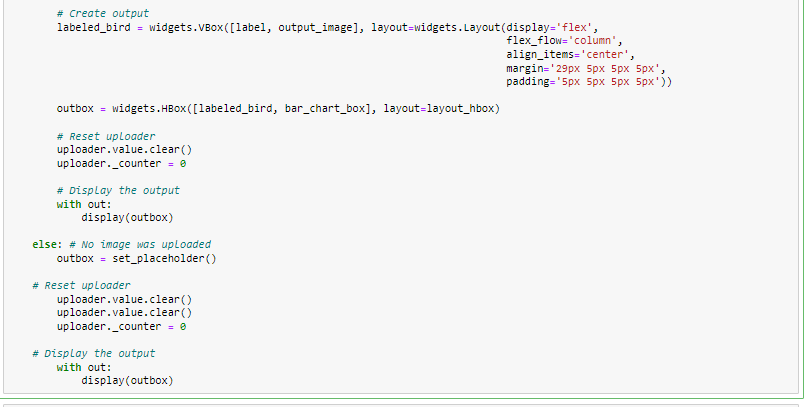 # Create output
labeled_bird = widgets.VBox([label, output_image], layout=widgets.Layout(display='flex',
flex_flow='column',
align_items='center',
margin='29px 5px 5px 5px',
padding='5px 5px 5px 5px'))
outbox = widgets.HBox([labeled_bird, bar_chart_box], layout=layout_hbox)
# Reset uploader
uploader.value.clear()
uploader._counter = 0
# Display the output
with out:
display(outbox)
else: # No image was uploaded
outbox = set_placeholder()
# Reset uploader
uploader.value.clear()
uploader.value.clear()
uploader._counter = 0
# Display the output
with out:
display(outbox)